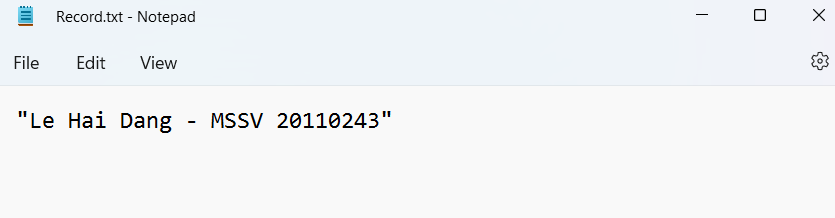 Record.txt - Notepad
File Edit View
"Le Hai Dang - MSSV 20110243"